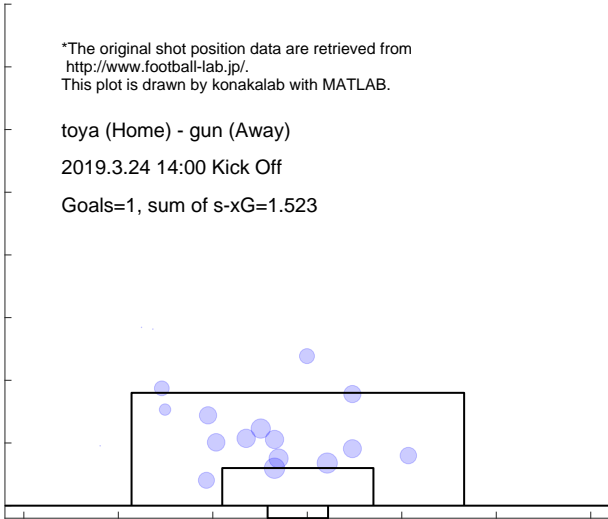 *The original shot position data are retrieved from
http://www.football-lab.jp/.
This plot is drawn by konakalab with MATLAB.
toya (Home) - gun (Away)
2019.3.24 14:00 Kick Off
Goals=1, sum of s-xG=1.523